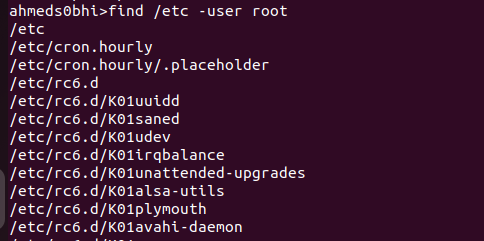 ahmeds0bhi>find /etc -user root
/etc
/etc/cron.hourly
/etc/cron.hourly/.placeholder
/etc/rc6.d
/etc/rc6.d/K01uuidd
/etc/rc6.d/K01saned
/etc/rc6.d/K01udev
/etc/rc6.d/K01irqbalance
/etc/rc6.d/K01unattended-upgrades
/etc/rc6.d/K01alsa-utils
/etc/rc6.d/K01plymouth
/etc/rc6.d/K01avahi-daemon